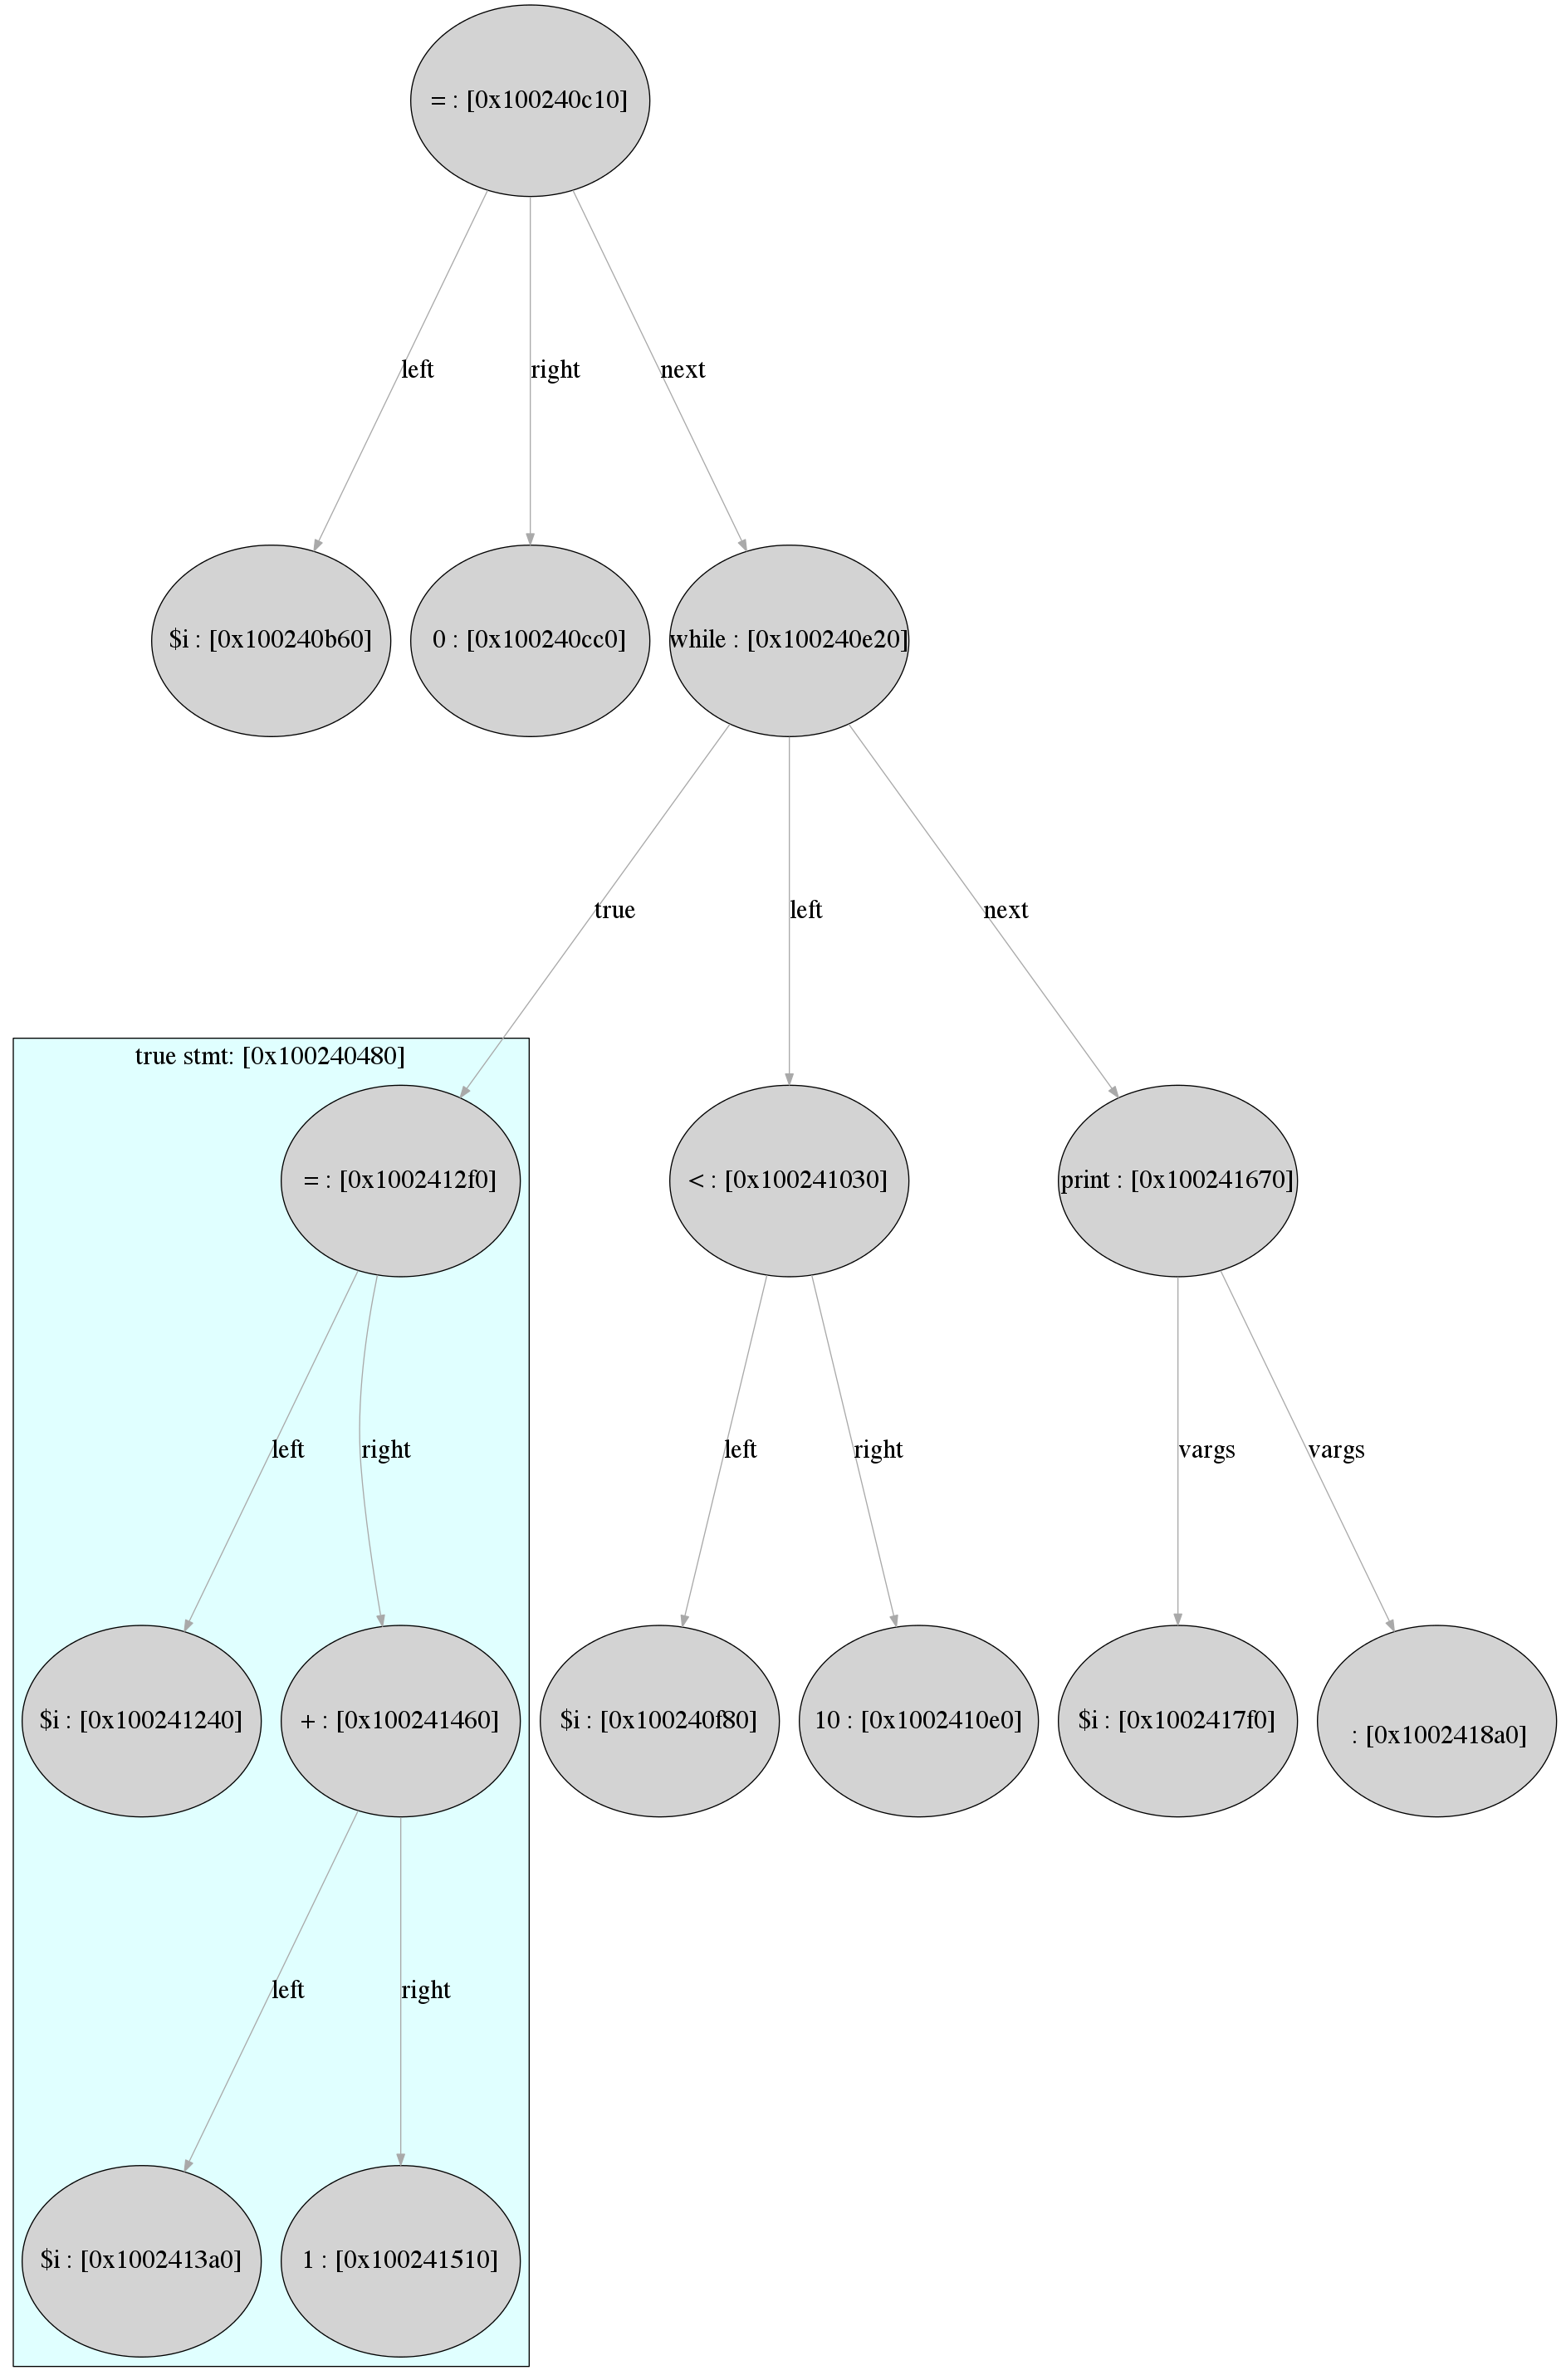 = : [0x100240c10]
left
right
next
$i : [0x100240b60]
0 : [0x100240cc0]
while : [0x100240e20]
true
left
next
true stmt: [0x100240480]
= : [0x1002412f0]
< : [0x100241030]
print : [0x100241670]
left
right
left
right
vargs
vargs
$i : [0x100241240]
+ : [0x100241460]
$i : [0x100240f80]
10 : [0x1002410e0]
$i : [0x1002417f0]
: [0x1002418a0]
left
right
$i : [0x1002413a0]
1 : [0x100241510]